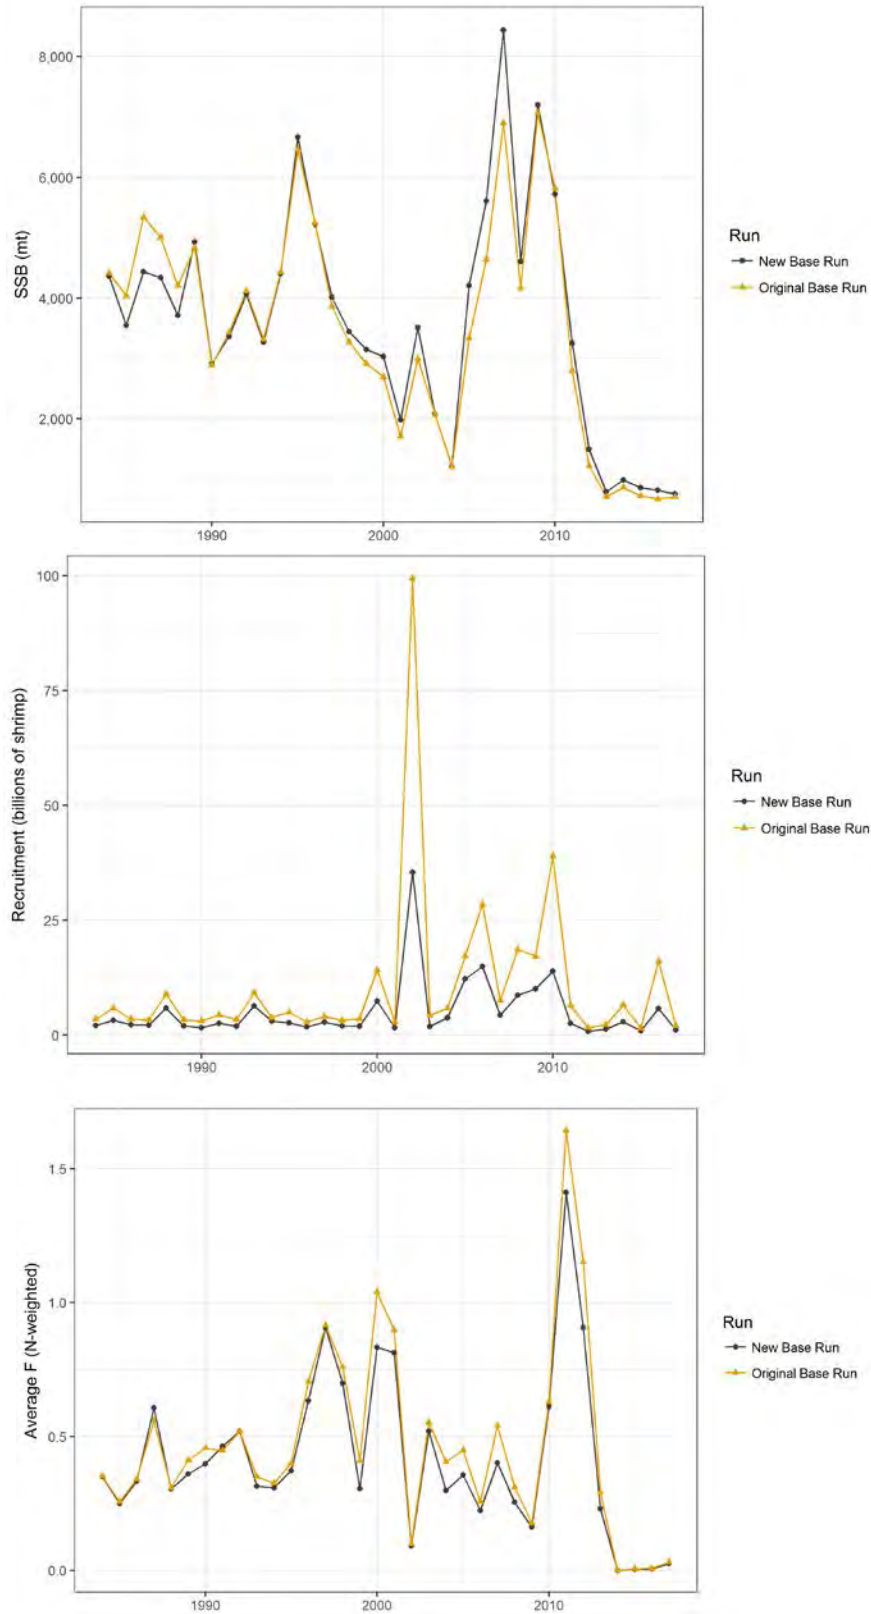 8,000
6,000
4,000
2,000
SSB (mt)
1990
2000
2010
Run
New Base Run
Original Base Run
100
75
50
25
0
Recruitment (billions of shrimp)
1990
2000
2010
Run
New Base Run
Original Base Run
1.5
1.0
0.5
0.0
Average F (N-weighted)
1990
2000
2010
Run
New Base Run
Original Base Run